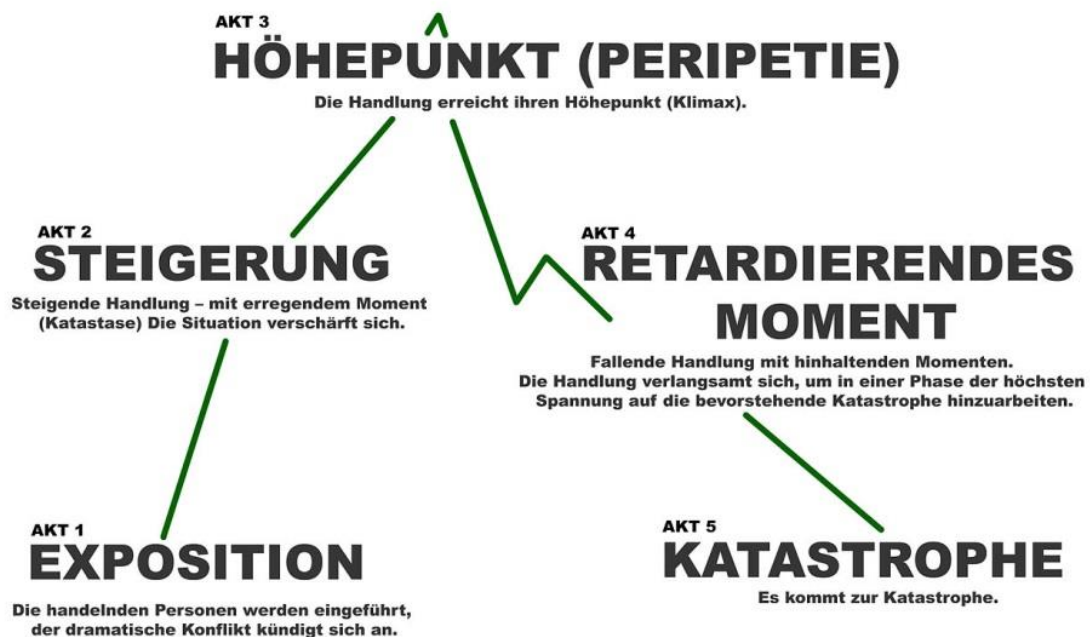 AKT 3
HÖHEPUNKT (PERIPETIE)
Die Handlung erreicht ihren Höhepunkt (Klimax).
AKT 2
STEIGERUNG
Steigende Handlung – mit erregendem Moment
(Katastase) Die Situation verschärft sich.
AKT 4
RETARDIERENDES
MOMENT
Fallende Handlung mit hinhaltenden Momenten.
Die Handlung verlangsamt sich, um in einer Phase der höchsten
Spannung auf die bevorstehende Katastrophe hinzuarbeiten.
AKT 1
EXPOSITION
Die handelnden Personen werden eingeführt,
der dramatische Konflikt kündigt sich an.
AKT 5
KATASTROPHE
Es kommt zur Katastrophe.